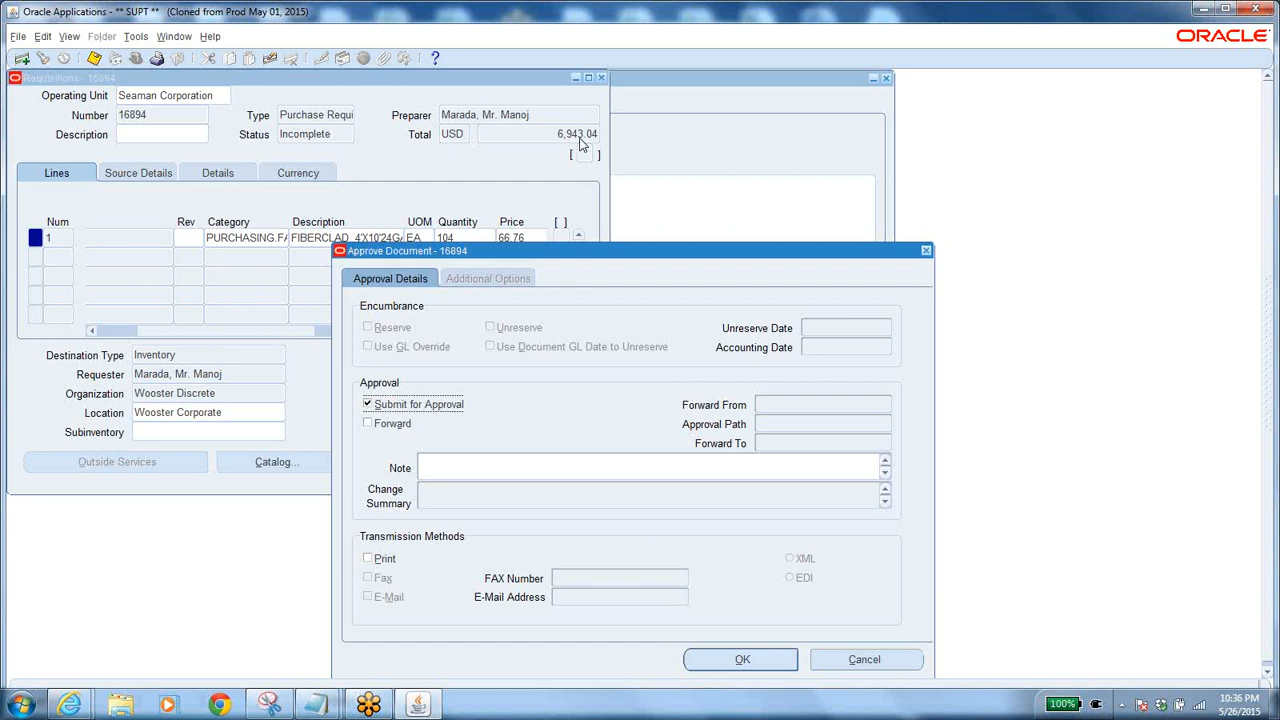 Oracle Applications - ** SUPT ** (Cloned from Prod May 01, 2015)
File Edit View Folder Tools Window Help
ORACLE
Requisitions - 16894
Operating Unit Seaman Corporation
Number 16894 Type Purchase Requi Preparer Marada, Mr. Manoj
Description Status Incomplete Total USD 6,943.04
[ ]
Lines Source Details Details Currency
Num Rev Category Description UOM Quantity Price [ ]
1 PURCHASING.FA FIBERCLAD 4'X10'24GA EA 104 66.76
Approve Document - 16894
Approval Details Additional Options
Encumbrance
Reserve Unreserve Unreserve Date
Use GL Override Use Document GL Date to Unreserve Accounting Date
Destination Type Inventory
Requester Marada, Mr. Manoj
Organization Wooster Discrete
Location Wooster Corporate
Subinventory
Outside Services Catalog...
Approval
Submit for Approval Forward From
Forward Approval Path
Forward To
Note
Change
Summary
Transmission Methods
Print XML
Fax FAX Number EDI
E-Mail E-Mail Address
OK Cancel
100% 10:36 PM
5/26/2015